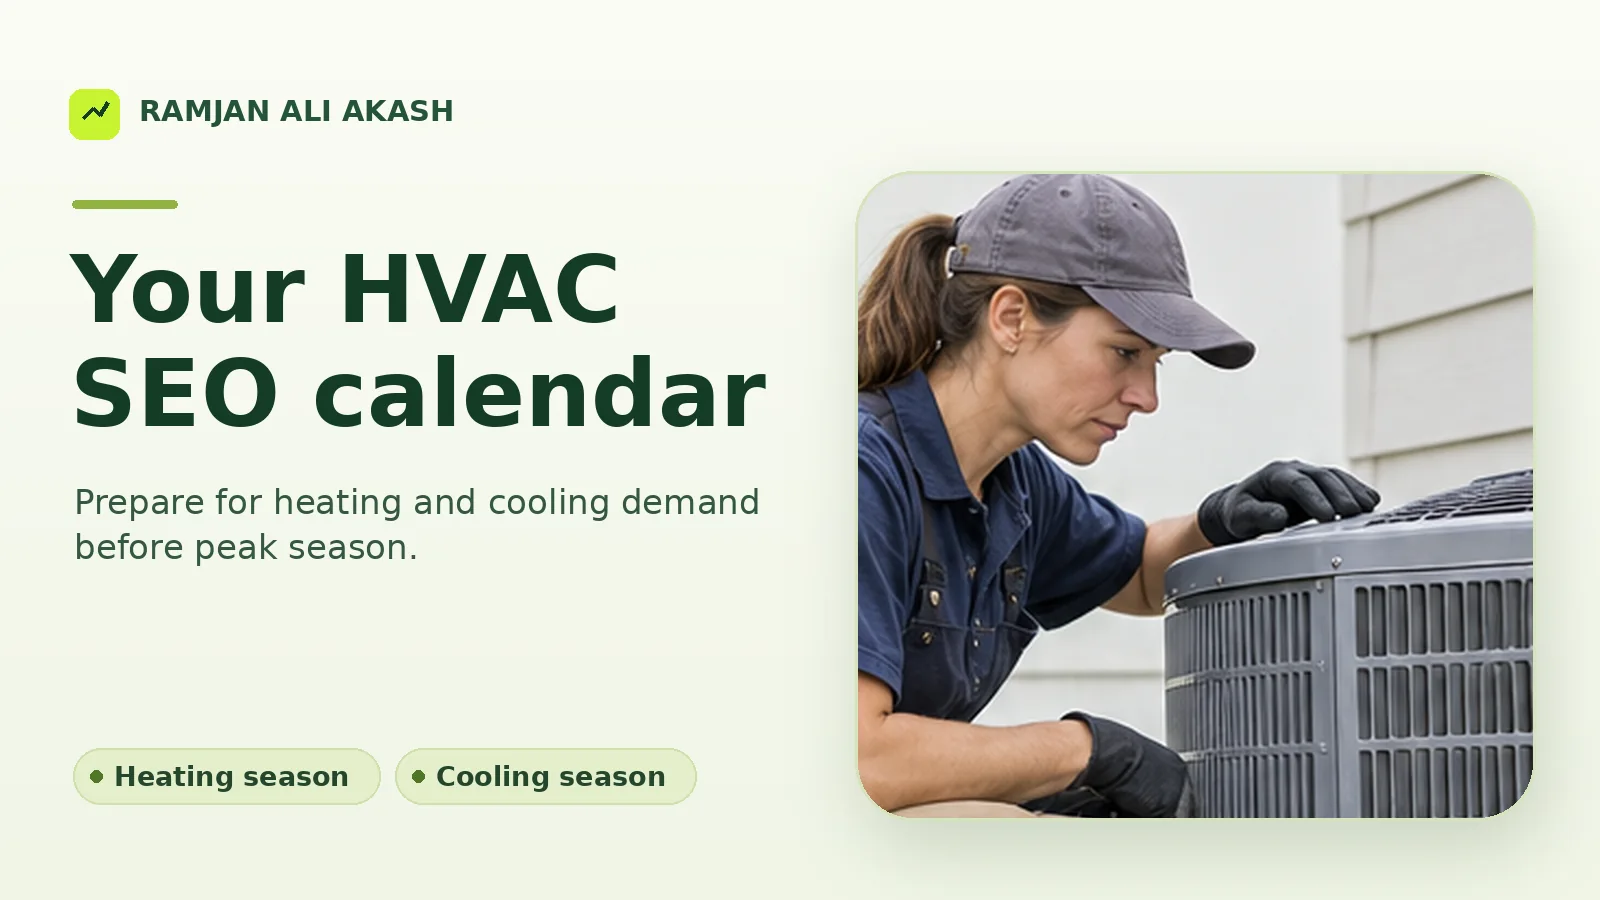 RAMJAN ALI AKASH
Your HVAC
SEO calendar
Prepare for heating and cooling demand
before peak season.
Heating season
Cooling season